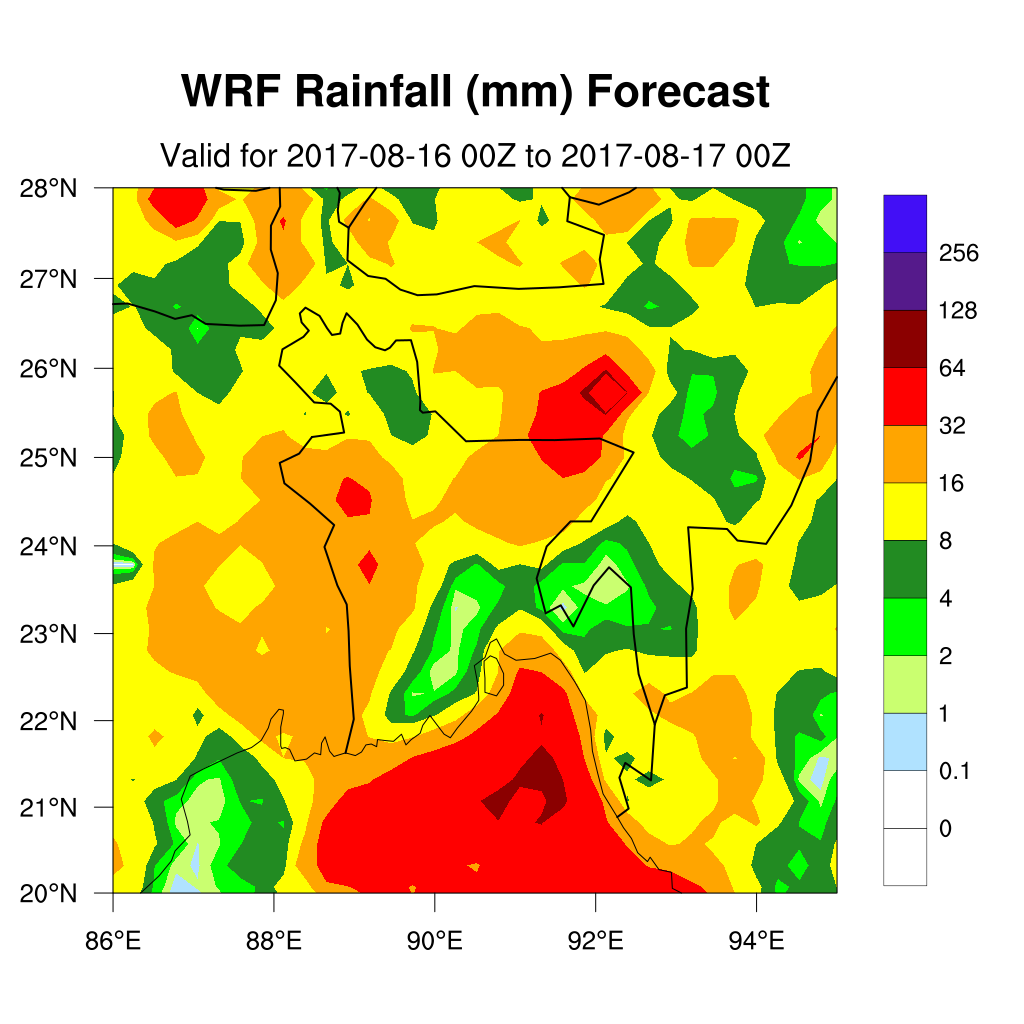 WRF Rainfall (mm) Forecast
Valid for 2017-08-16 00Z to 2017-08-17 00Z
28°N
27°N
26°N
25°N
24°N
23°N
22°N
21°N
20°N
86°E
88°E
90°E
92°E
94°E
256
128
64
32
16
8
4
2
1
0.1
0